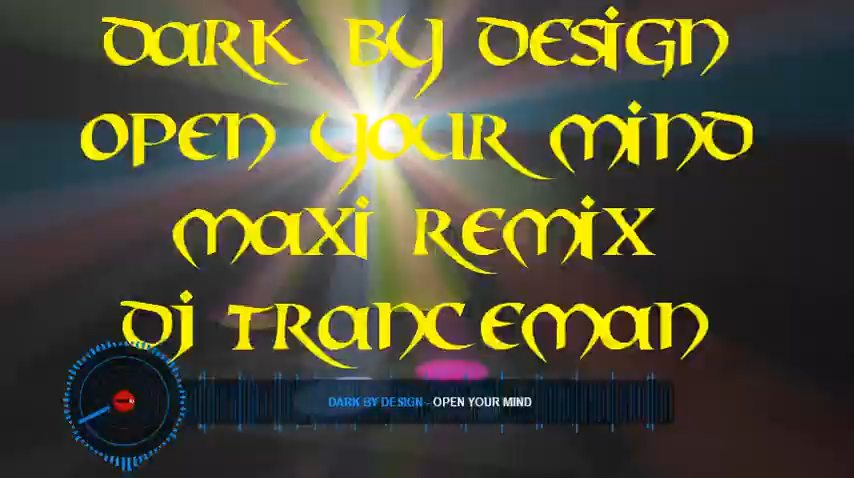 DARK BY DESIGN
OPEN YOUR MIND
MAXI REMIX
DJ TRANCEMAN
DARK BY DESIGN - OPEN YOUR MIND